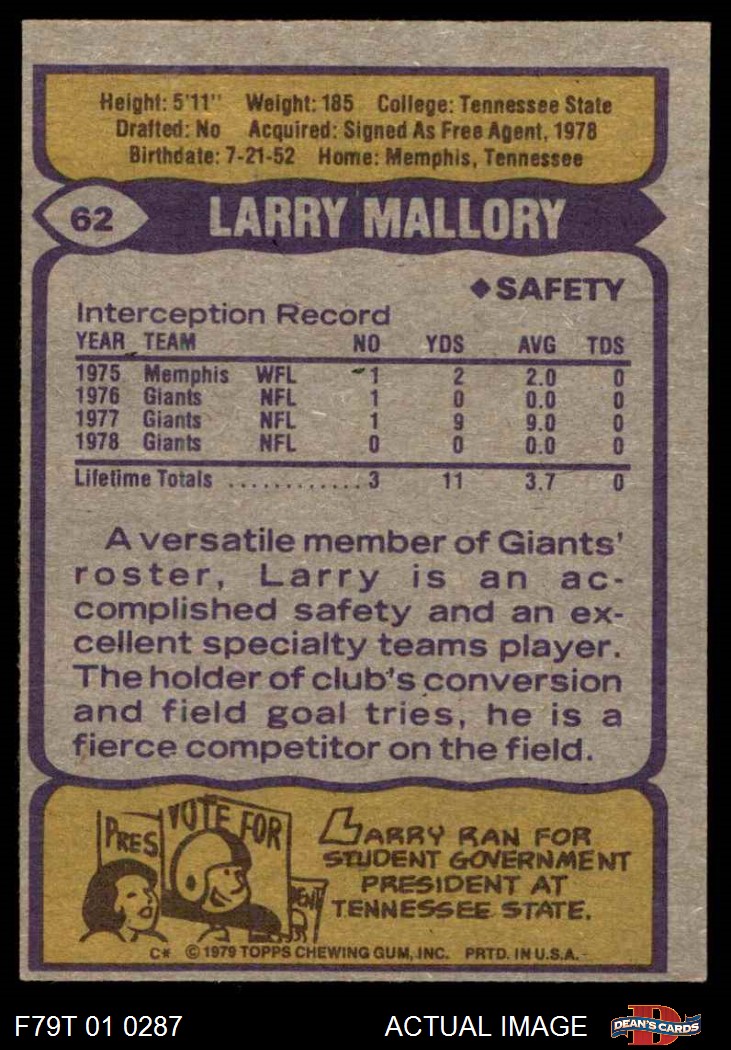 Height: 5'11" Weight: 185 College: Tennessee State
Drafted: No Acquired: Signed As Free Agent, 1978
Birthdate: 7-21-52 Home: Memphis, Tennessee
62 LARRY MALLORY
◆SAFETY
Interception Record
YEAR TEAM NO YDS AVG TDS
1975 Memphis WFL 1 2 2.0 0
1976 Giants NFL 1 0 0.0 0
1977 Giants NFL 1 9 9.0 0
1978 Giants NFL 0 0 0.0 0
Lifetime Totals ............ 3 11 3.7 0
A versatile member of Giants'
roster, Larry is an ac-
complished safety and an ex-
cellent specialty teams player.
The holder of club's conversion
and field goal tries, he is a
fierce competitor on the field.
PRES
VOTE FOR
ENT
LARRY RAN FOR
STUDENT GOVERNMENT
PRESIDENT AT
TENNESSEE STATE.
C* © 1979 TOPPS CHEWING GUM, INC. PRTD. IN U.S.A.
F79T 01 0287 ACTUAL IMAGE
D
DEAN'S CARDS